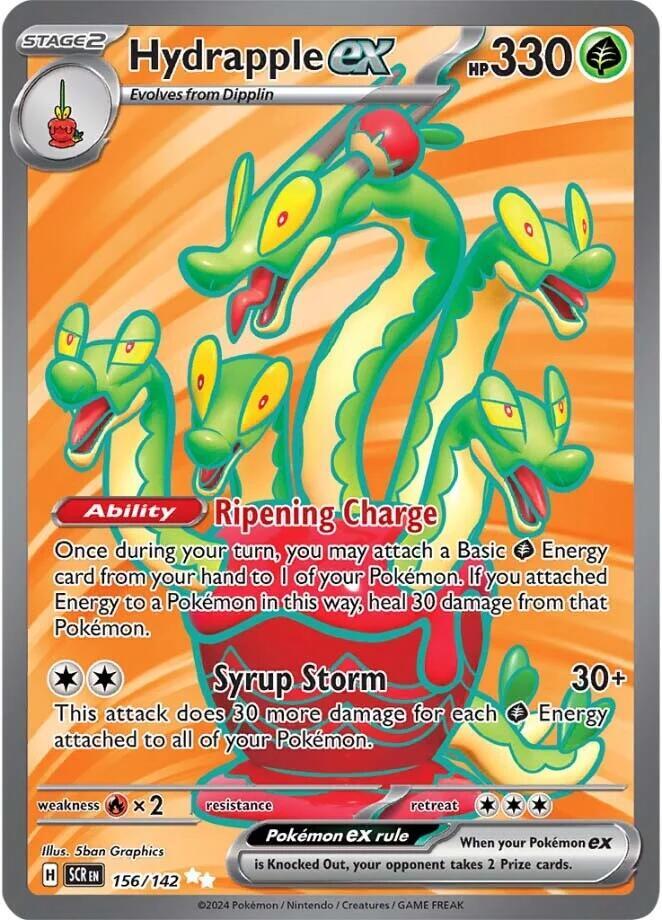 STAGE2
Hydrapple ex
HP 330
Evolves from Dipplin
Ability Ripening Charge
Once during your turn, you may attach a Basic Energy
card from your hand to 1 of your Pokémon. If you attached
Energy to a Pokémon in this way, heal 30 damage from that
Pokémon.
Syrup Storm 30+
This attack does 30 more damage for each Energy
attached to all of your Pokémon.
weakness ×2 resistance retreat
Illus. 5ban Graphics
Pokémon ex rule
When your Pokémon ex
is Knocked Out, your opponent takes 2 Prize cards.
H SCR EN 156/142
©2024 Pokémon / Nintendo / Creatures / GAME FREAK